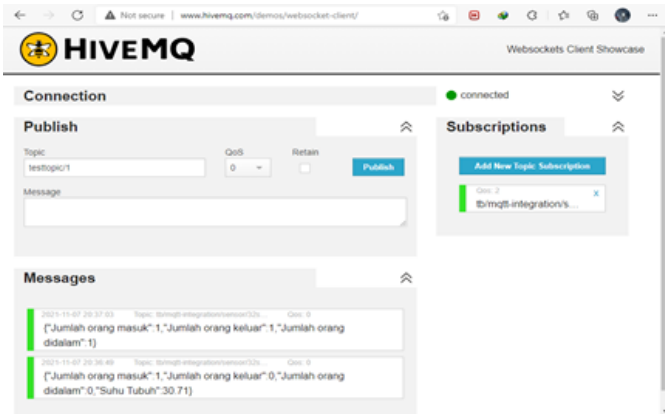 Not secure | www.hivemq.com/demos/websocket-client/
HIVEMQ
Websockets Client Showcase
Connection
connected
Publish
Topic
QoS
Retain
testtopic/1
0
Publish
Message
Subscriptions
Add New Topic Subscription
Qos: 2
x
tb/mqtt-integration/s...
Messages
2021-11-07 20:37:03 Topic: tb/mqtt-integration/sensor/32s... Qos: 0
{"Jumlah orang masuk":1,"Jumlah orang keluar":1,"Jumlah orang
didalam":1}
2021-11-07 20:36:49 Topic: tb/mqtt-integration/sensor/32s... Qos: 0
{"Jumlah orang masuk":1,"Jumlah orang keluar":0,"Jumlah orang
didalam":0,"Suhu Tubuh":30.71}